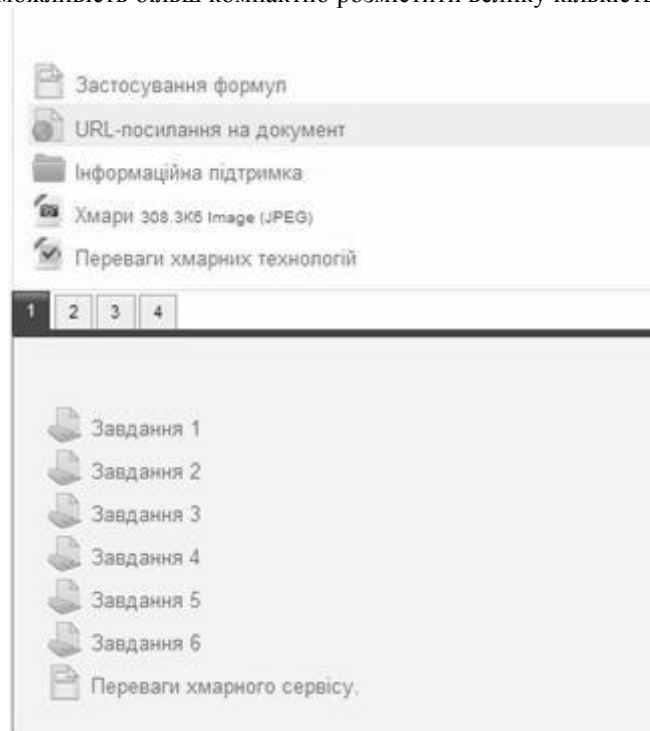 можливість більш компактно розмістити велику кількість
Застосування формул
URL-посилання на документ
Інформаційна підтримка
Хмари 308.3Кб Image (JPEG)
Переваги хмарних технологій
1 2 3 4
Завдання 1
Завдання 2
Завдання 3
Завдання 4
Завдання 5
Завдання 6
Переваги хмарного сервісу.